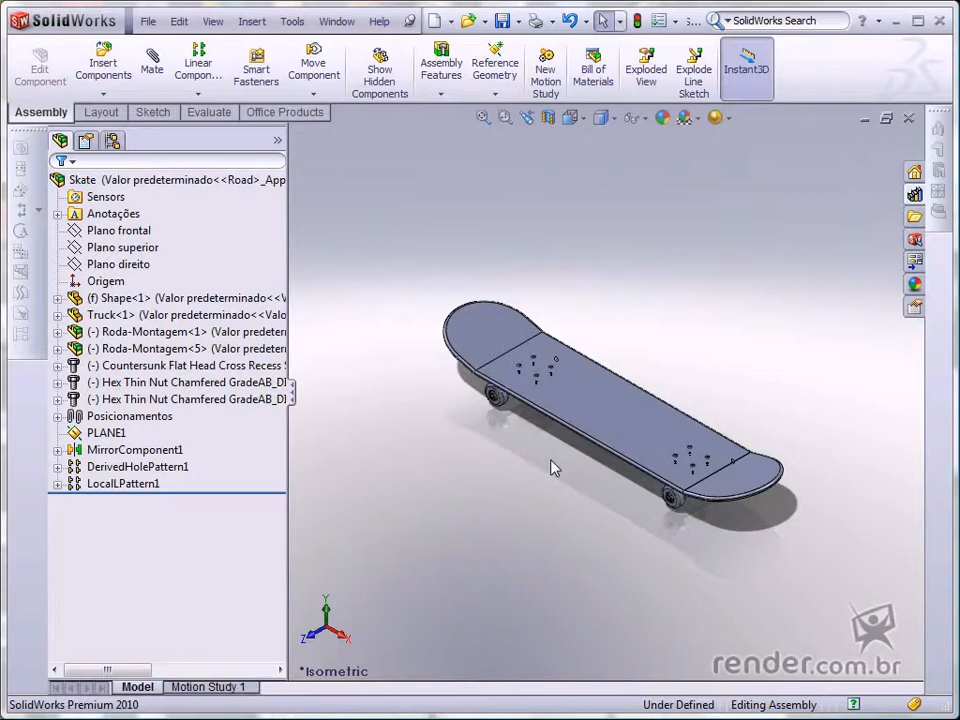 SolidWorks File Edit View Insert Tools Window Help S... SolidWorks Search
Edit Component
Insert Components
Mate
Linear Compon...
Smart Fasteners
Move Component
Show Hidden Components
Assembly Features
Reference Geometry
New Motion Study
Bill of Materials
Exploded View
Explode Line Sketch
Instant3D
Assembly Layout Sketch Evaluate Office Products
Skate (Valor predeterminado<<Road>_App
Sensors
Anotações
Plano frontal
Plano superior
Plano direito
Origem
(f) Shape<1> (Valor predeterminado<<V
Truck<1> (Valor predeterminado<<
(-) Roda-Montagem<1> (Valor predeter
(-) Roda-Montagem<5> (Valor predeter
(-) Countersunk Flat Head Cross Recess S
(-) Hex Thin Nut Chamfered GradeAB_DI
(-) Hex Thin Nut Chamfered GradeAB_DI
Posicionamentos
PLANE1
MirrorComponent1
DerivedHolePattern1
LocalLPattern1
Y
Z X
*Isometric
render.com.br
Model Motion Study 1
SolidWorks Premium 2010 Under Defined Editing Assembly